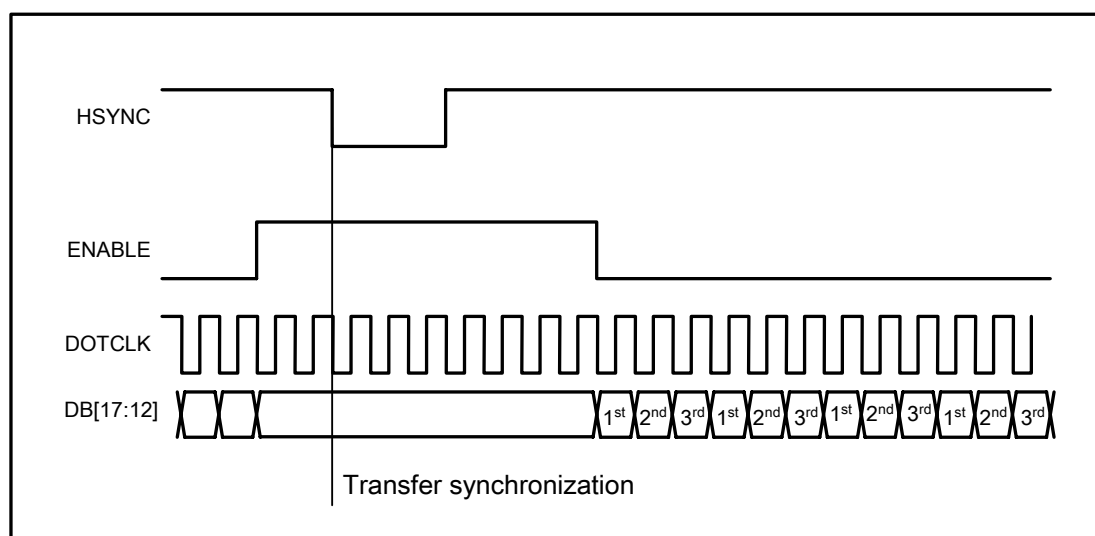 HSYNC
ENABLE
DOTCLK
DB[17:12] 1st 2nd 3rd 1st 2nd 3rd 1st 2nd 3rd 1st 2nd 3rd
Transfer synchronization